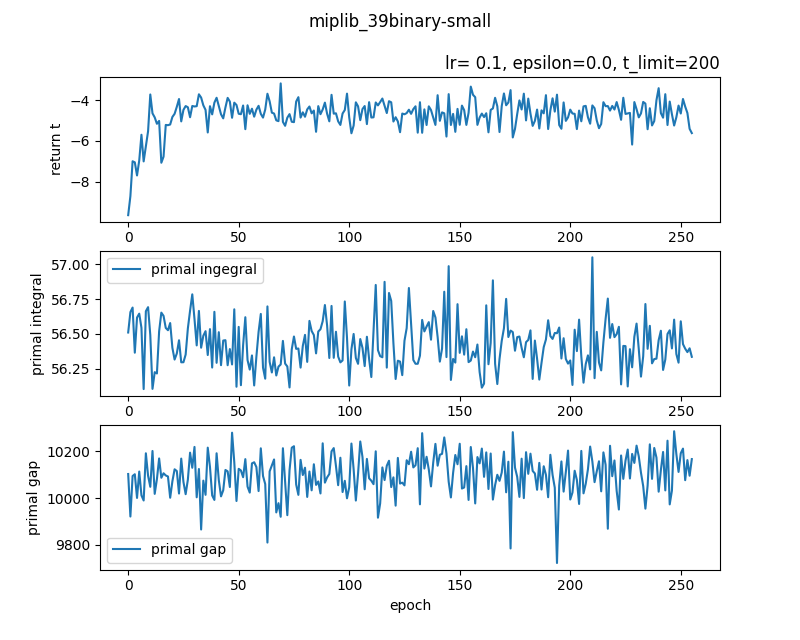 miplib_39binary-small
lr= 0.1, epsilon=0.0, t_limit=200
return t
−4
−6
−8
0 50 100 150 200 250
primal integral
57.00
56.75
56.50
56.25
primal ingegral
0 50 100 150 200 250
primal gap
10200
10000
9800
primal gap
0 50 100 150 200 250
epoch